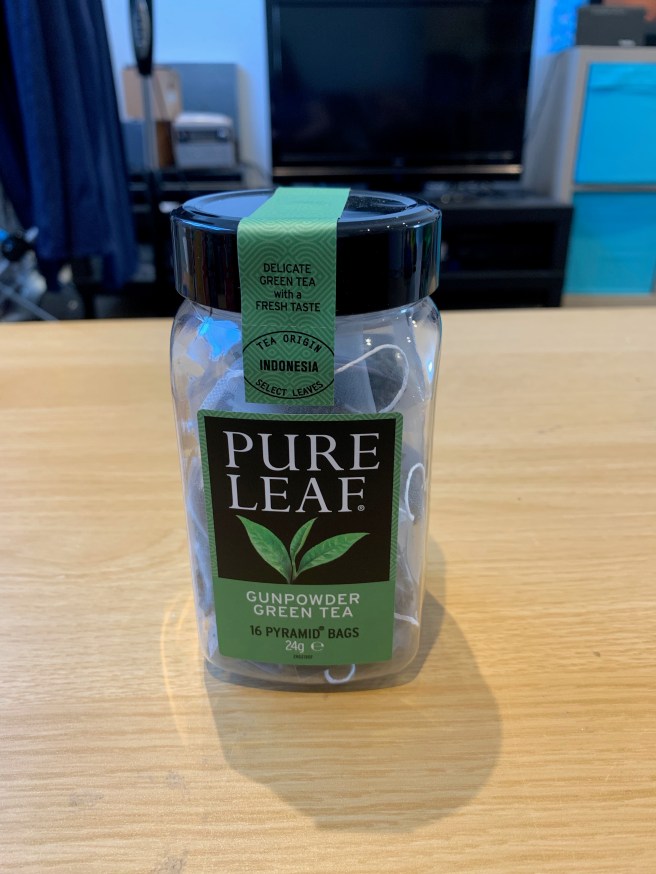 DELICATE
GREEN TEA
with a
FRESH TASTE
TEA ORIGIN
INDONESIA
SELECT LEAVES
PURE
LEAF®
GUNPOWDER
GREEN TEA
16 PYRAMID® BAGS
24g ℮